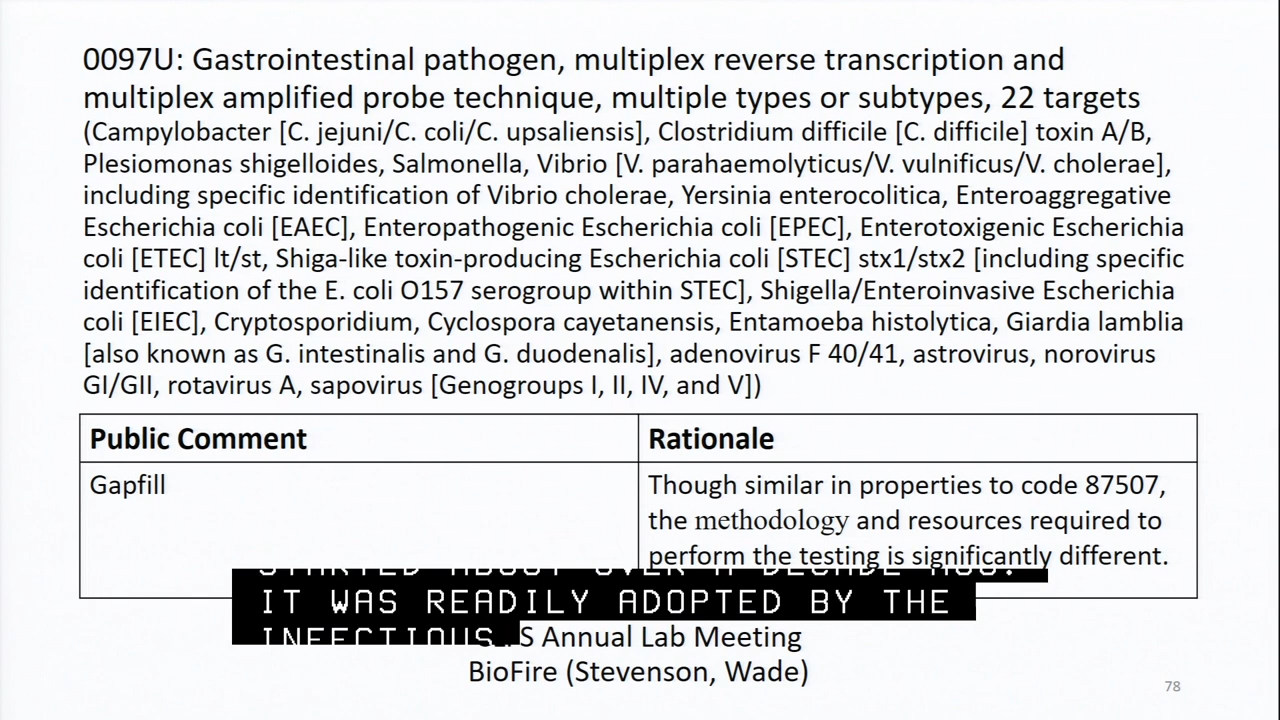 0097U: Gastrointestinal pathogen, multiplex reverse transcription and
multiplex amplified probe technique, multiple types or subtypes, 22 targets
(Campylobacter [C. jejuni/C. coli/C. upsaliensis], Clostridium difficile [C. difficile] toxin A/B,
Plesiomonas shigelloides, Salmonella, Vibrio [V. parahaemolyticus/V. vulnificus/V. cholerae],
including specific identification of Vibrio cholerae, Yersinia enterocolitica, Enteroaggregative
Escherichia coli [EAEC], Enteropathogenic Escherichia coli [EPEC], Enterotoxigenic Escherichia
coli [ETEC] lt/st, Shiga-like toxin-producing Escherichia coli [STEC] stx1/stx2 [including specific
identification of the E. coli O157 serogroup within STEC], Shigella/Enteroinvasive Escherichia
coli [EIEC], Cryptosporidium, Cyclospora cayetanensis, Entamoeba histolytica, Giardia lamblia
[also known as G. intestinalis and G. duodenalis], adenovirus F 40/41, astrovirus, norovirus
GI/GII, rotavirus A, sapovirus [Genogroups I, II, IV, and V])
Public Comment
Rationale
Gapfill
Though similar in properties to code 87507,
the methodology and resources required to
perform the testing is significantly different.
STARTED ABOUT OVER A DECADE AGO.
IT WAS READILY ADOPTED BY THE
INFECTIOUS
Annual Lab Meeting
BioFire (Stevenson, Wade)
78